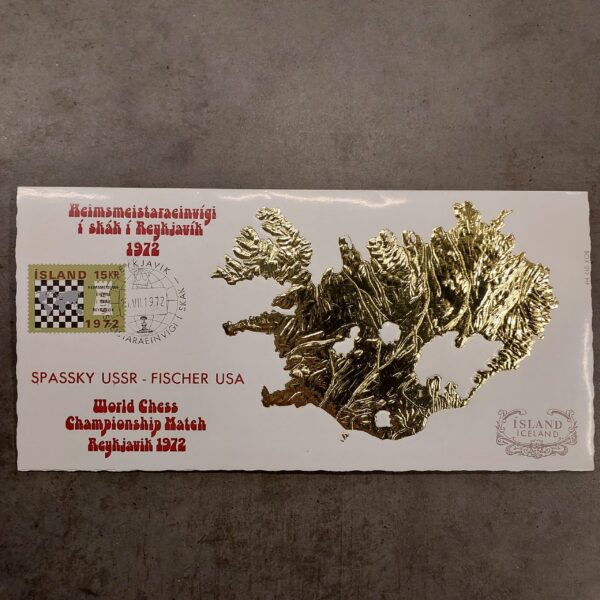 Heimsmeistaraeinvígi
í skák í Reykjavík
1972
ÍSLAND 15KR
1972
SPASSKY USSR - FISCHER USA
World Chess
Championship Match
Reykjavik 1972
ÍSLAND
ICELAND